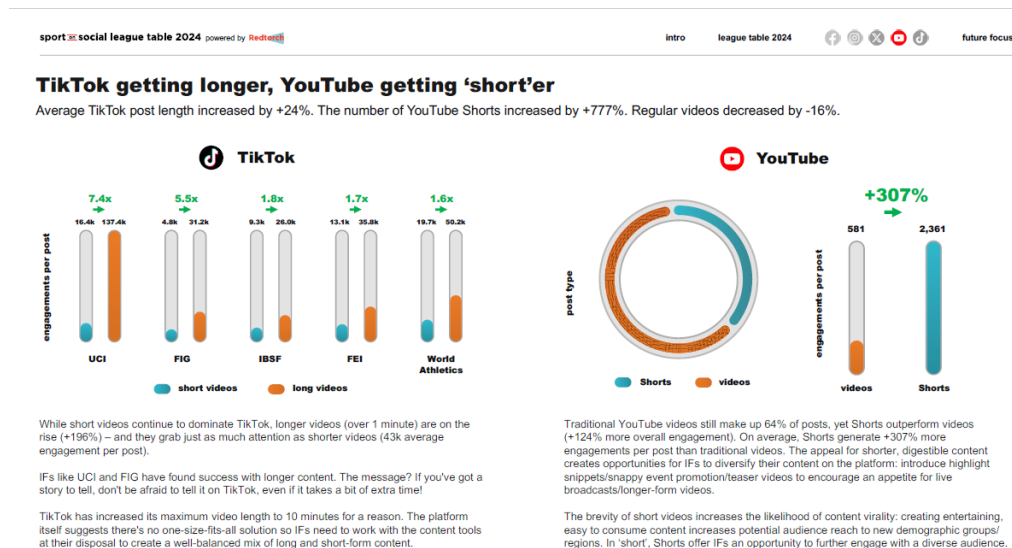 sport on social league table 2024 powered by Redtorch
intro
league table 2024
future focus
TikTok getting longer, YouTube getting ‘short’er
Average TikTok post length increased by +24%. The number of YouTube Shorts increased by +777%. Regular videos decreased by -16%.
TikTok
7.4x 5.5x 1.8x 1.7x 1.6x
16.4k 137.4k 4.8k 31.2k 9.3k 26.0k 13.1k 35.8k 19.7k 50.2k
engagements per post
UCI FIG IBSF FEI World
Athletics
short videos long videos
While short videos continue to dominate TikTok, longer videos (over 1 minute) are on the
rise (+196%) – and they grab just as much attention as shorter videos (43k average
engagement per post).
IFs like UCI and FIG have found success with longer content. The message? If you've got a
story to tell, don't be afraid to tell it on TikTok, even if it takes a bit of extra time!
TikTok has increased its maximum video length to 10 minutes for a reason. The platform
itself suggests there's no one-size-fits-all solution so IFs need to work with the content tools
at their disposal to create a well-balanced mix of long and short-form content.
YouTube
post type
Shorts videos
+307%
581 2,361
engagements per post
videos Shorts
Traditional YouTube videos still make up 64% of posts, yet Shorts outperform videos
(+124% more overall engagement). On average, Shorts generate +307% more
engagements per post than traditional videos. The appeal for shorter, digestible content
creates opportunities for IFs to diversify their content on the platform: introduce highlight
snippets/snappy event promotion/teaser videos to encourage an appetite for live
broadcasts/longer-form videos.
The brevity of short videos increases the likelihood of content virality: creating entertaining,
easy to consume content increases potential audience reach to new demographic groups/
regions. In ‘short’, Shorts offer IFs an opportunity to further engage with a diverse audience.